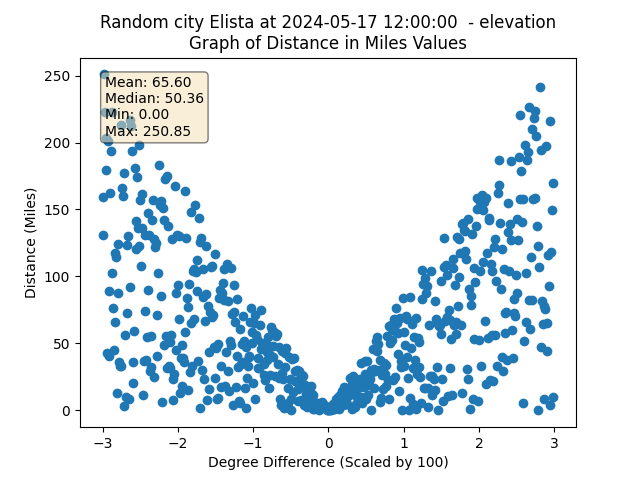 Random city Elista at 2024-05-17 12:00:00 - elevation
Graph of Distance in Miles Values
250
200
150
100
50
0
Mean: 65.60
Median: 50.36
Min: 0.00
Max: 250.85
Distance (Miles)
−3 −2 −1 0 1 2 3
Degree Difference (Scaled by 100)